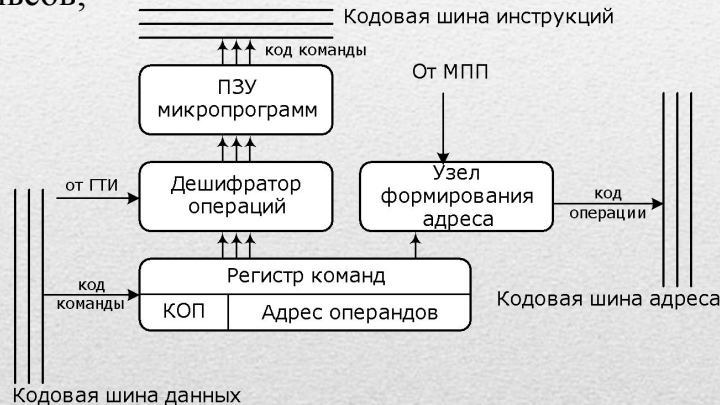 Кодовая шина инструкций
код команды
ПЗУ
микропрограмм
От МПП
от ГТИ
Дешифратор
операций
Узел
формирования
адреса
код
операции
Регистр команд
код
команды
КОП
Адрес операндов
Кодовая шина адреса
Кодовая шина данных